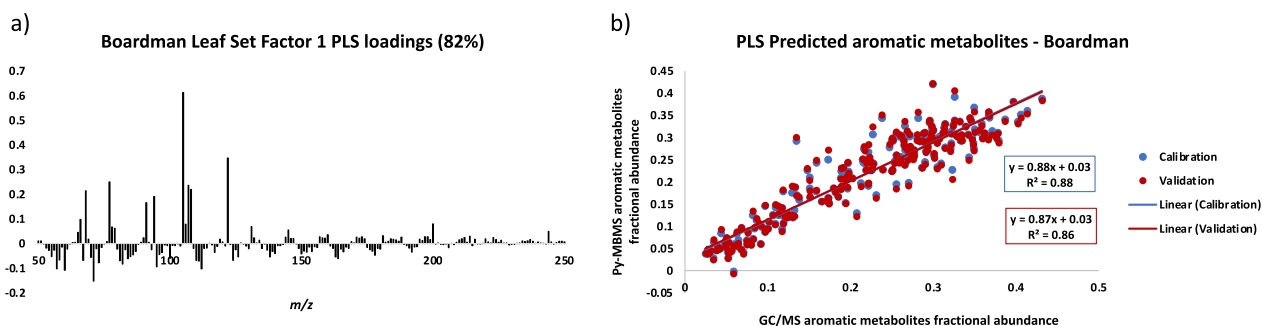 a)
Boardman Leaf Set Factor 1 PLS loadings (82%)
0.7
0.6
0.5
0.4
0.3
0.2
0.1
0
-0.1
-0.2
50
100
150
200
250
m/z
b)
PLS Predicted aromatic metabolites - Boardman
Py-MBMS aromatic metabolites
fractional abundance
0.45
0.4
0.35
0.3
0.25
0.2
0.15
0.1
0.05
0
-0.05
0
0.1
0.2
0.3
0.4
0.5
GC/MS aromatic metabolites fractional abundance
y = 0.88x + 0.03
R² = 0.88
y = 0.87x + 0.03
R² = 0.86
Calibration
Validation
Linear (Calibration)
Linear (Validation)